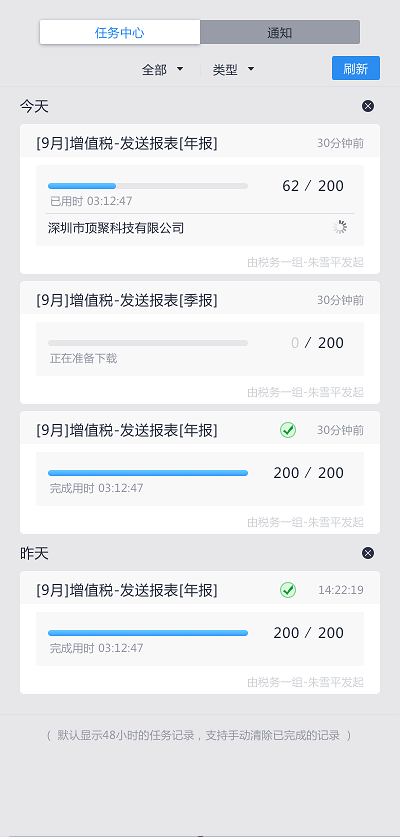 任务中心 通知
全部 类型 刷新
今天
[9月]增值税-发送报表[年报] 30分钟前
62 / 200
已用时 03:12:47
深圳市顶聚科技有限公司
由税务一组-朱雪平发起
[9月]增值税-发送报表[季报] 30分钟前
0 / 200
正在准备下载
由税务一组-朱雪平发起
[9月]增值税-发送报表[年报] 30分钟前
200 / 200
完成用时 03:12:47
由税务一组-朱雪平发起
昨天
[9月]增值税-发送报表[年报] 14:22:19
200 / 200
完成用时 03:12:47
由税务一组-朱雪平发起
( 默认显示48小时的任务记录，支持手动清除已完成的记录 )